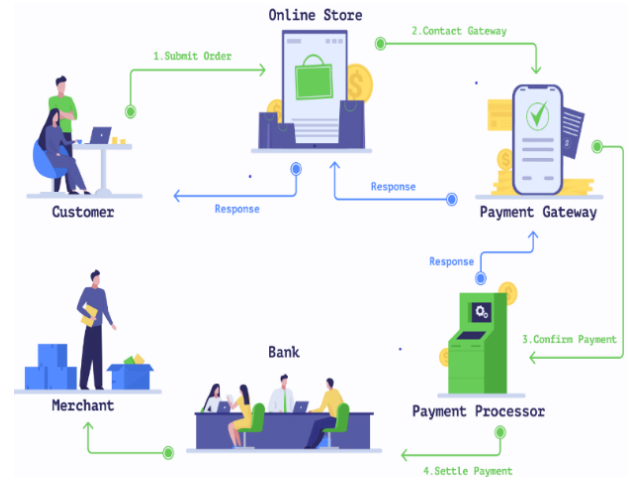 Online Store
1.Submit Order
2.Contact Gateway
Customer
Response
Response
Payment Gateway
Response
3.Confirm Payment
Merchant
Bank
Payment Processor
4.Settle Payment